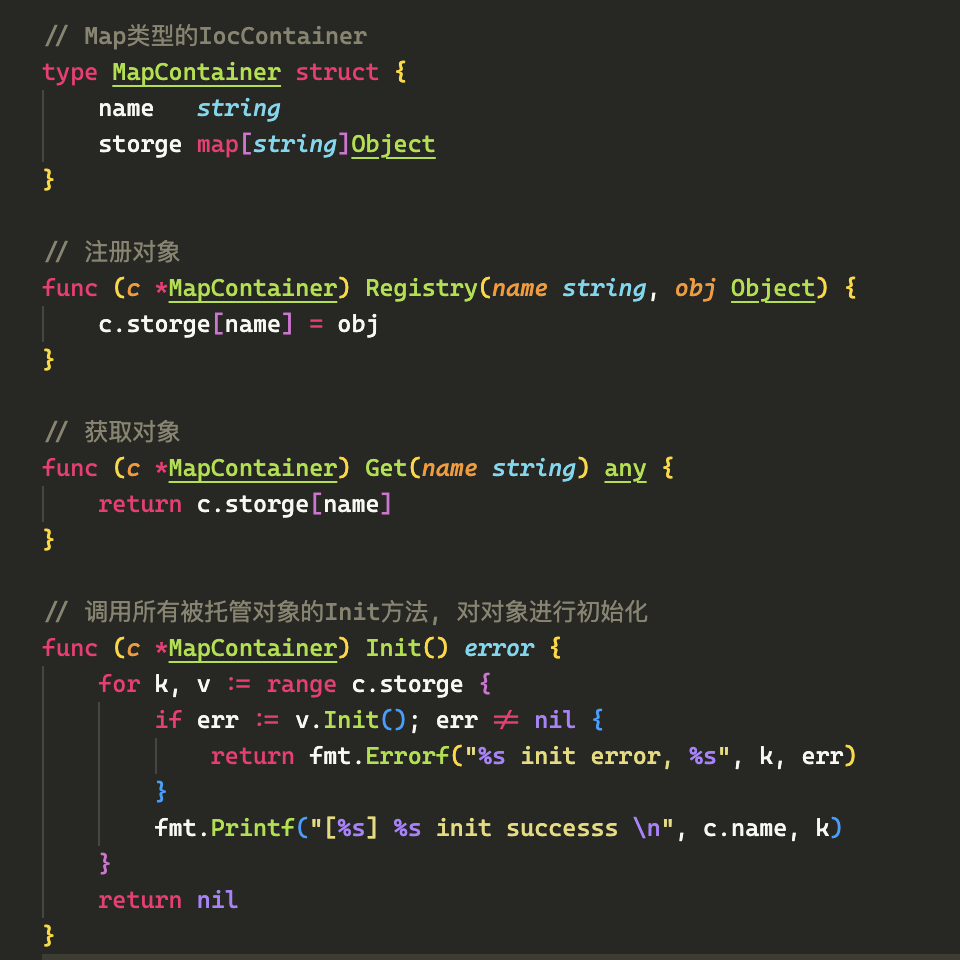 // Map类型的IocContainer
type MapContainer struct {
    name   string
    storge map[string]Object
}

// 注册对象
func (c *MapContainer) Registry(name string, obj Object) {
    c.storge[name] = obj
}

// 获取对象
func (c *MapContainer) Get(name string) any {
    return c.storge[name]
}

// 调用所有被托管对象的Init方法, 对对象进行初始化
func (c *MapContainer) Init() error {
    for k, v := range c.storge {
        if err := v.Init(); err != nil {
            return fmt.Errorf("%s init error, %s", k, err)
        }
        fmt.Printf("[%s] %s init successs \n", c.name, k)
    }
    return nil
}